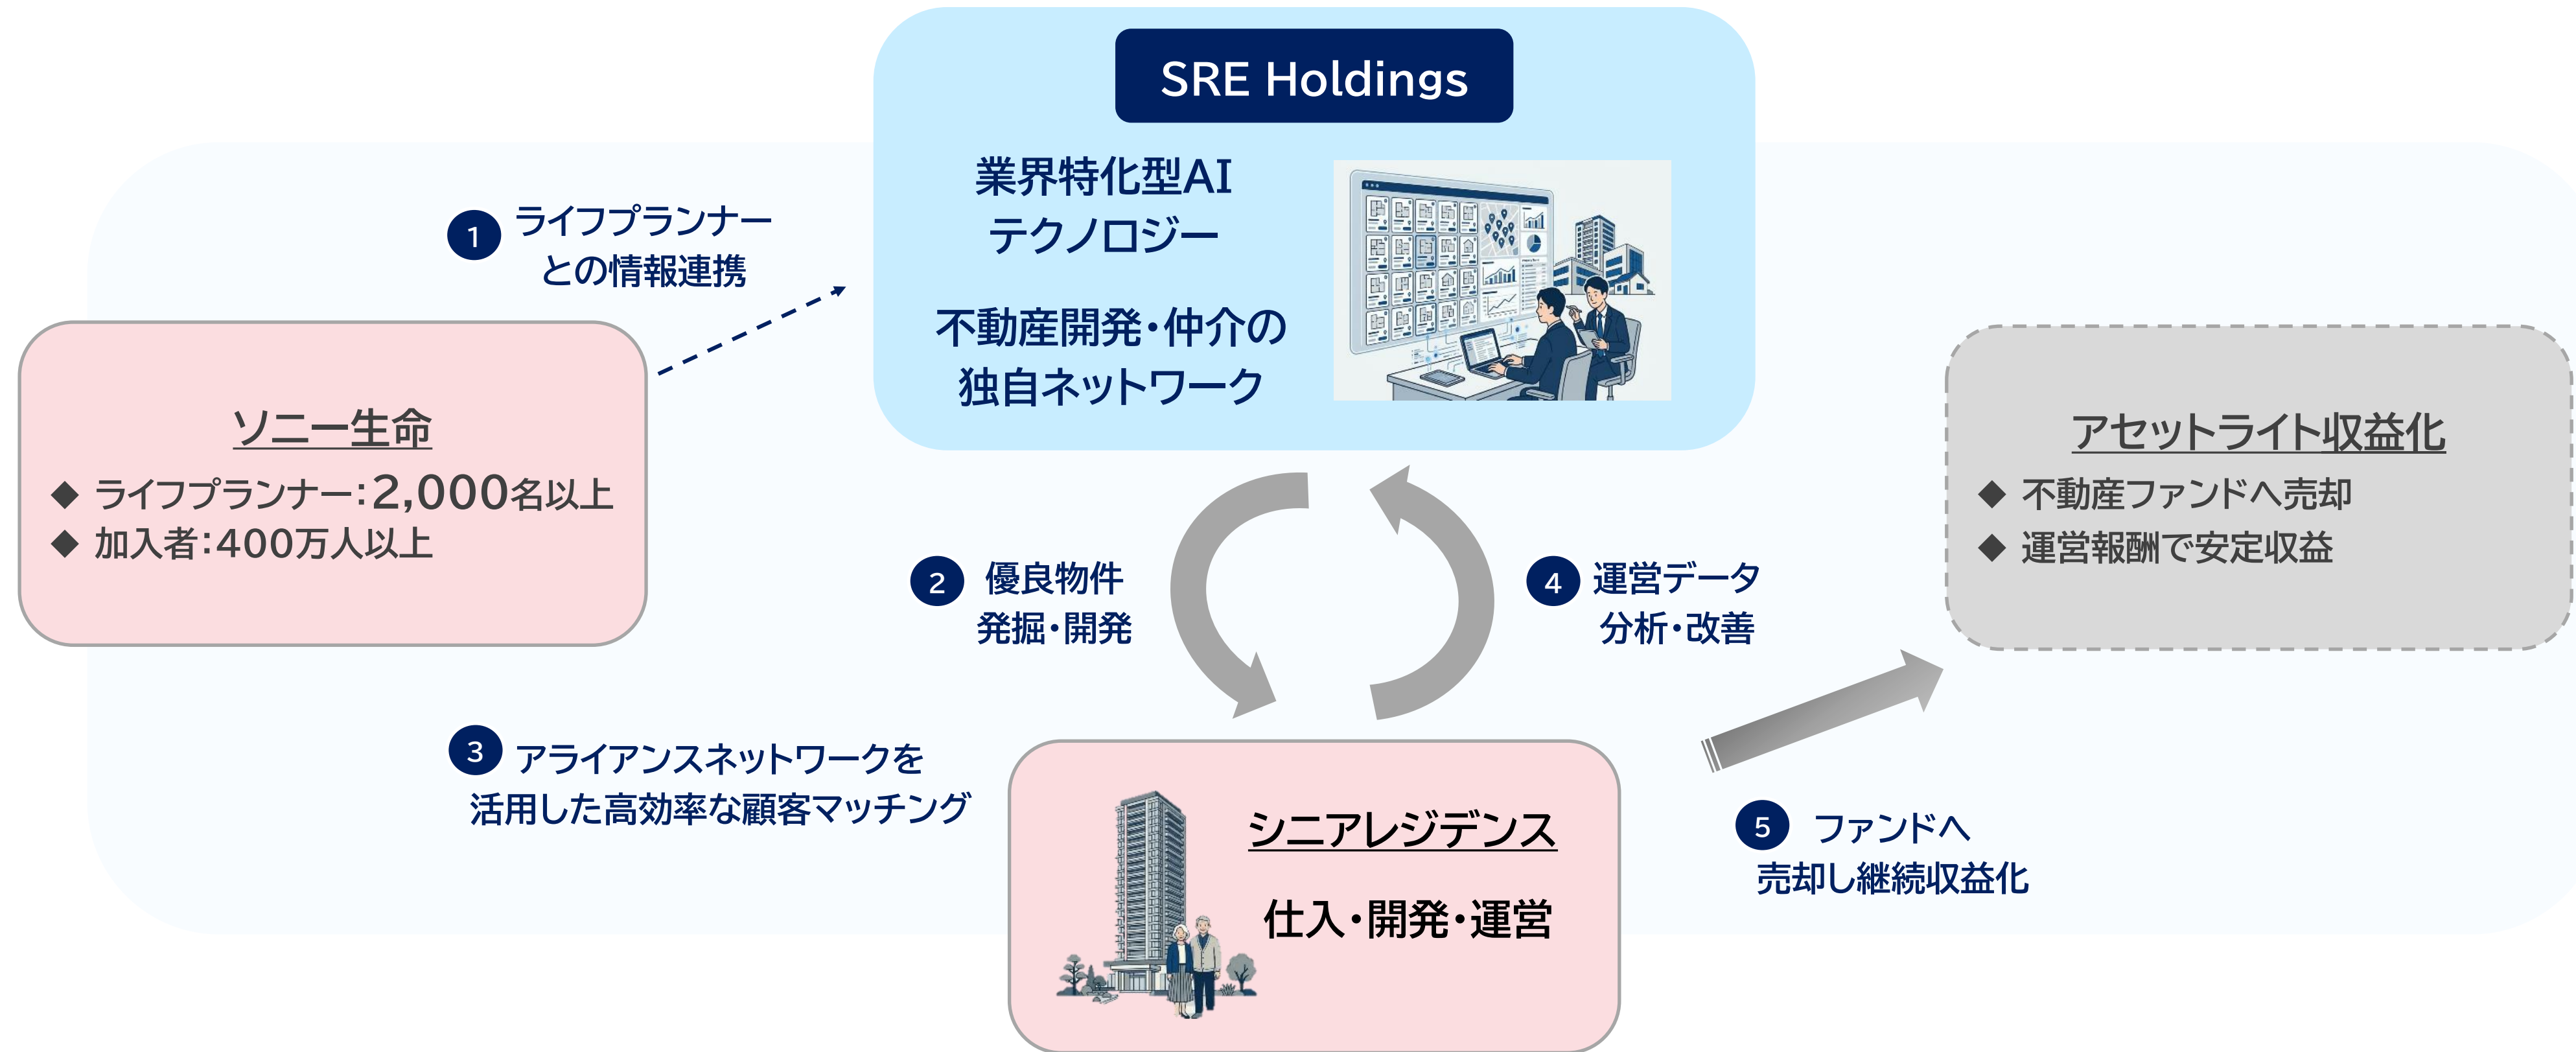 SRE Holdings
業界特化型AI
テクノロジー
不動産開発・仲介の
独自ネットワーク
1 ライフプランナー
との情報連携
ソニー生命
◆ ライフプランナー：2,000名以上
◆ 加入者：400万人以上
2 優良物件
発掘・開発
3 アライアンスネットワークを
活用した高効率な顧客マッチング
4 運営データ
分析・改善
シニアレジデンス
仕入・開発・運営
5 ファンドへ
売却し継続収益化
アセットライト収益化
◆ 不動産ファンドへ売却
◆ 運営報酬で安定収益